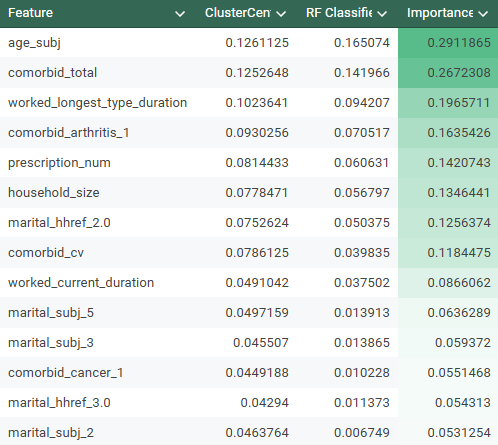 Feature ClusterCen RF Classifie Importance
age_subj 0.1261125 0.165074 0.2911865
comorbid_total 0.1252648 0.141966 0.2672308
worked_longest_type_duration 0.1023641 0.094207 0.1965711
comorbid_arthritis_1 0.0930256 0.070517 0.1635426
prescription_num 0.0814433 0.060631 0.1420743
household_size 0.0778471 0.056797 0.1346441
marital_hhref_2.0 0.0752624 0.050375 0.1256374
comorbid_cv 0.0786125 0.039835 0.1184475
worked_current_duration 0.0491042 0.037502 0.0866062
marital_subj_5 0.0497159 0.013913 0.0636289
marital_subj_3 0.045507 0.013865 0.059372
comorbid_cancer_1 0.0449188 0.010228 0.0551468
marital_hhref_3.0 0.04294 0.011373 0.054313
marital_subj_2 0.0463764 0.006749 0.0531254